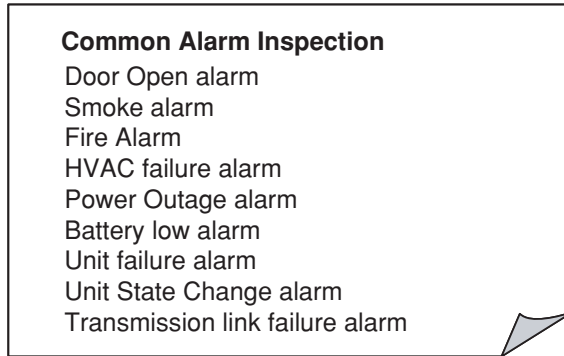 Common Alarm Inspection
Door Open alarm
Smoke alarm
Fire Alarm
HVAC failure alarm
Power Outage alarm
Battery low alarm
Unit failure alarm
Unit State Change alarm
Transmission link failure alarm